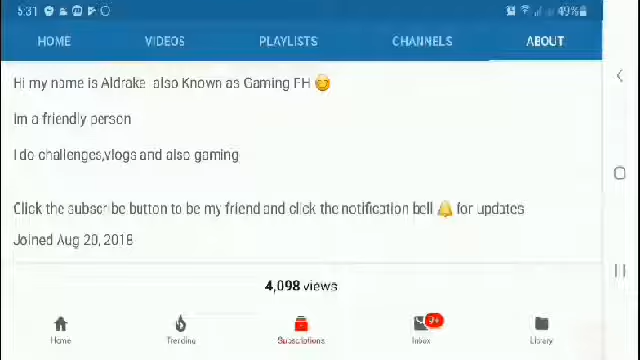 5:31 49%
HOME VIDEOS PLAYLISTS CHANNELS ABOUT
Hi my name is Aldrake also Known as Gaming FH 😊
Im a friendly person
I do challenges,vlogs and also gaming
Click the subscribe button to be my friend and click the notification bell 🔔 for updates
Joined Aug 20, 2018
4,098 views
9+
Home Trending Subscriptions Inbox Library